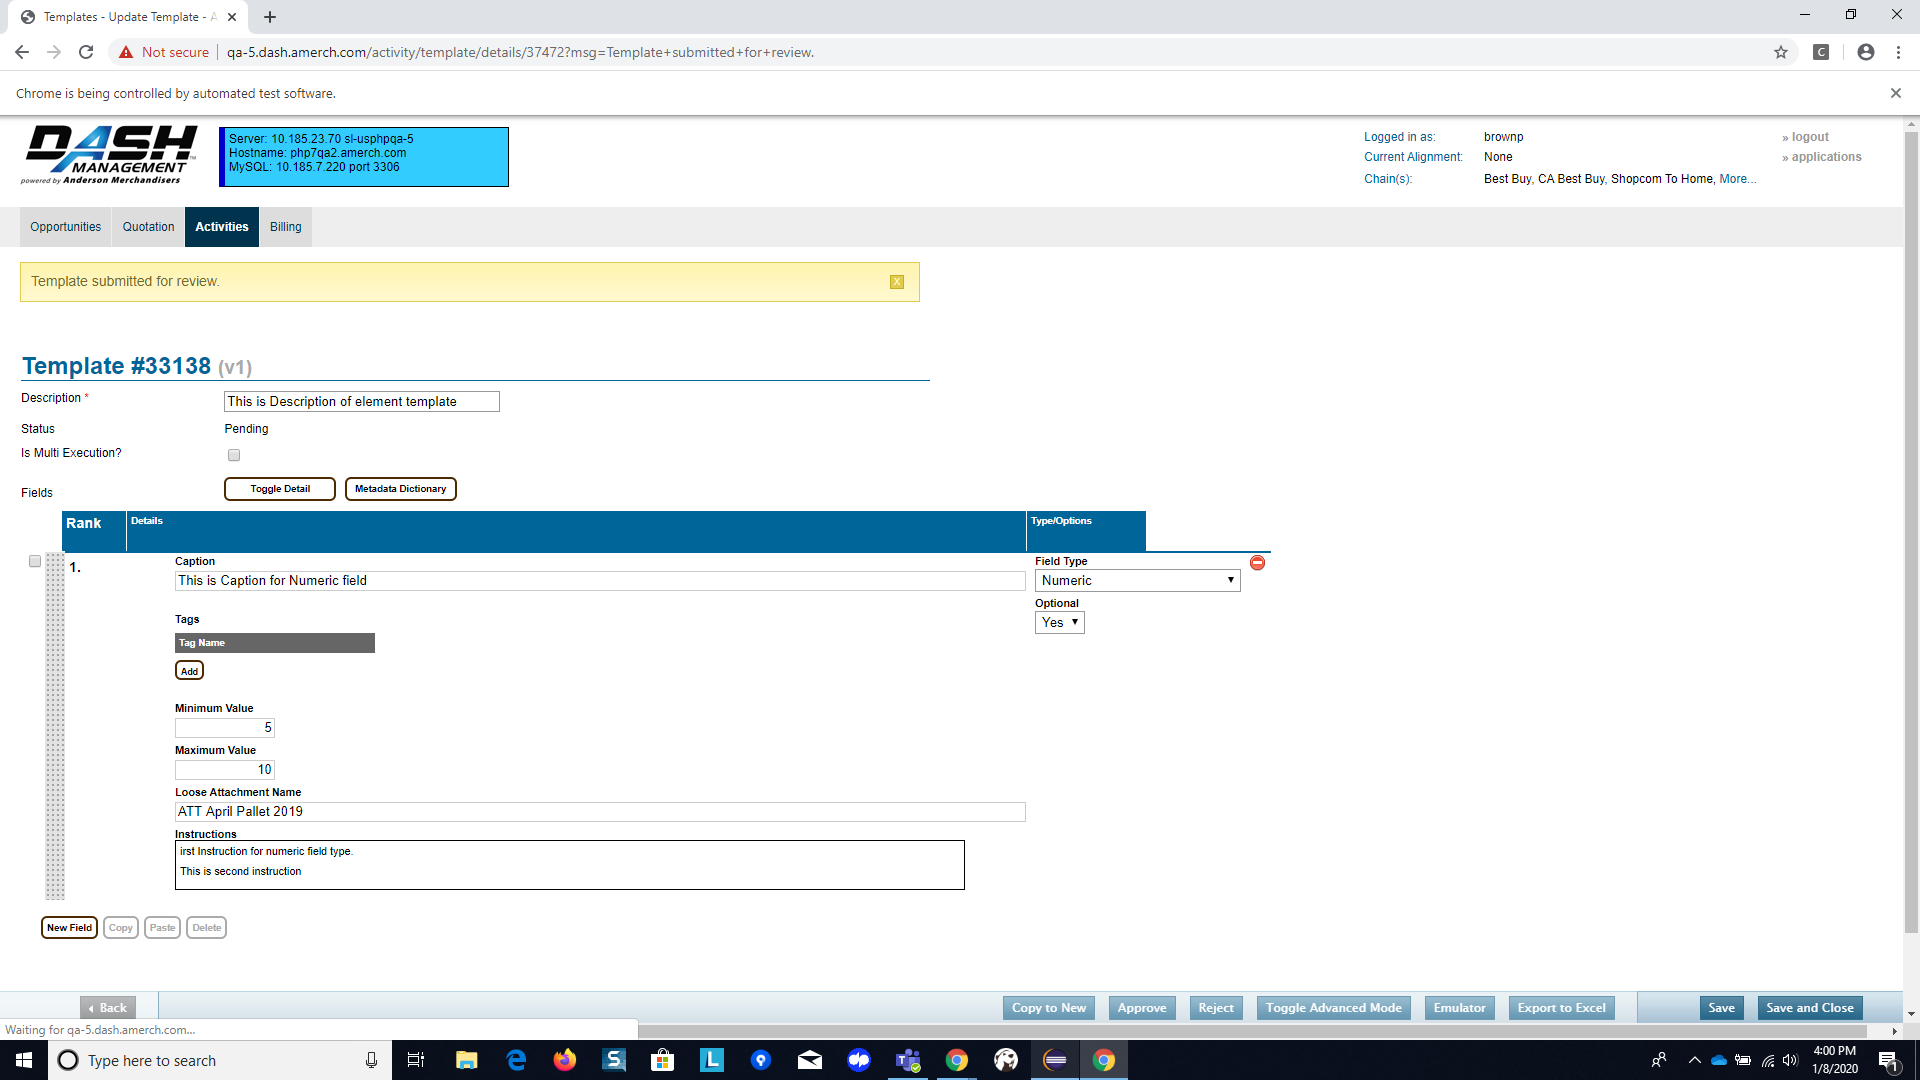 Templates - Update Template - A
Not secure
qa-5.dash.amerch.com/activity/template/details/37472?msg=Template+submitted+for+review.
Chrome is being controlled by automated test software.
DASH
MANAGEMENT
powered by Anderson Merchandisers
Server: 10.185.23.70 sl-usphpqa-5
Hostname: php7qa2.amerch.com
MySQL: 10.185.7.220 port 3306
Logged in as: brownp » logout
Current Alignment: None » applications
Chain(s): Best Buy, CA Best Buy, Shopcom To Home, More...
Opportunities Quotation Activities Billing
Template submitted for review. X
Template #33138 (v1)
Description * This is Description of element template
Status Pending
Is Multi Execution?
Fields Toggle Detail Metadata Dictionary
Rank Details Type/Options
1. Caption Field Type
This is Caption for Numeric field Numeric
Optional
Tags Yes
Tag Name
Add
Minimum Value
5
Maximum Value
10
Loose Attachment Name
ATT April Pallet 2019
Instructions
irst Instruction for numeric field type.
This is second instruction
New Field Copy Paste Delete
Back Copy to New Approve Reject Toggle Advanced Mode Emulator Export to Excel Save Save and Close
Waiting for qa-5.dash.amerch.com...
Type here to search
4:00 PM
1/8/2020
1